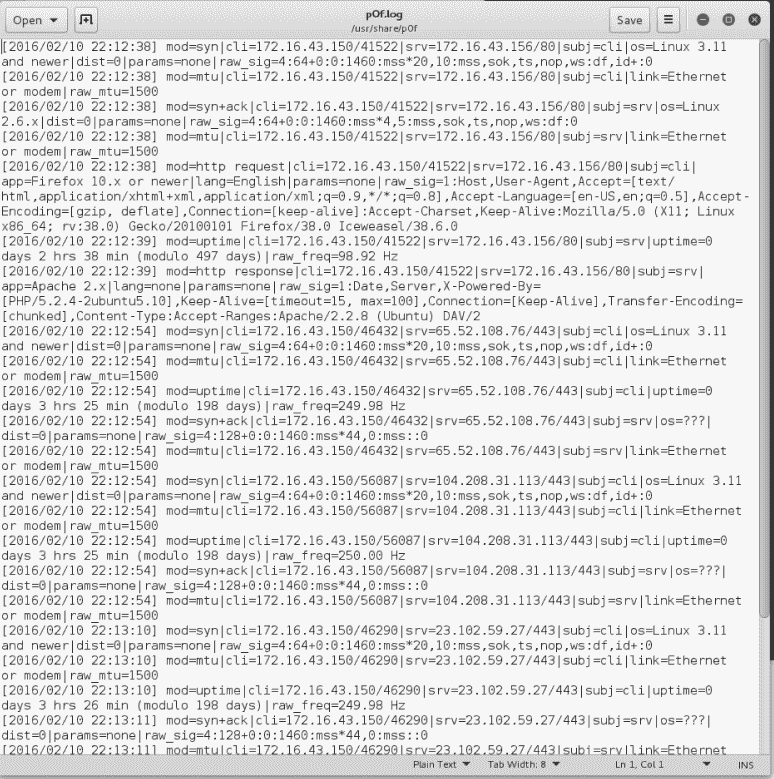 Open
p0f.log
/usr/share/p0f
Save
[2016/02/10 22:12:38] mod=syn|cli=172.16.43.150/41522|srv=172.16.43.156/80|subj=cli|os=Linux 3.11
and newer|dist=0|params=none|raw_sig=4:64+0:0:1460:mss*20,10:mss,sok,ts,nop,ws:df,id+:0
[2016/02/10 22:12:38] mod=mtu|cli=172.16.43.150/41522|srv=172.16.43.156/80|subj=cli|link=Ethernet
or modem|raw_mtu=1500
[2016/02/10 22:12:38] mod=syn+ack|cli=172.16.43.150/41522|srv=172.16.43.156/80|subj=srv|os=Linux
2.6.x|dist=0|params=none|raw_sig=4:64+0:0:1460:mss*4,5:mss,sok,ts,nop,ws:df:0
[2016/02/10 22:12:38] mod=mtu|cli=172.16.43.150/41522|srv=172.16.43.156/80|subj=srv|link=Ethernet
or modem|raw_mtu=1500
[2016/02/10 22:12:38] mod=http request|cli=172.16.43.150/41522|srv=172.16.43.156/80|subj=cli|
app=Firefox 10.x or newer|lang=English|params=none|raw_sig=1:Host,User-Agent,Accept=[text/
html,application/xhtml+xml,application/xml;q=0.9,*/*;q=0.8],Accept-Language=[en-US,en;q=0.5],Accept-
Encoding=[gzip, deflate],Connection=[keep-alive]:Accept-Charset,Keep-Alive:Mozilla/5.0 (X11; Linux
x86_64; rv:38.0) Gecko/20100101 Firefox/38.0 Iceweasel/38.6.0
[2016/02/10 22:12:39] mod=uptime|cli=172.16.43.150/41522|srv=172.16.43.156/80|subj=srv|uptime=0
days 2 hrs 38 min (modulo 497 days)|raw_freq=98.92 Hz
[2016/02/10 22:12:39] mod=http response|cli=172.16.43.150/41522|srv=172.16.43.156/80|subj=srv|
app=Apache 2.x|lang=none|params=none|raw_sig=1:Date,Server,X-Powered-By=
[PHP/5.2.4-2ubuntu5.10],Keep-Alive=[timeout=15, max=100],Connection=[Keep-Alive],Transfer-Encoding=
[chunked],Content-Type:Accept-Ranges:Apache/2.2.8 (Ubuntu) DAV/2
[2016/02/10 22:12:54] mod=syn|cli=172.16.43.150/46432|srv=65.52.108.76/443|subj=cli|os=Linux 3.11
and newer|dist=0|params=none|raw_sig=4:64+0:0:1460:mss*20,10:mss,sok,ts,nop,ws:df,id+:0
[2016/02/10 22:12:54] mod=mtu|cli=172.16.43.150/46432|srv=65.52.108.76/443|subj=cli|link=Ethernet
or modem|raw_mtu=1500
[2016/02/10 22:12:54] mod=uptime|cli=172.16.43.150/46432|srv=65.52.108.76/443|subj=cli|uptime=0
days 3 hrs 25 min (modulo 198 days)|raw_freq=249.98 Hz
[2016/02/10 22:12:54] mod=syn+ack|cli=172.16.43.150/46432|srv=65.52.108.76/443|subj=srv|os=???|
dist=0|params=none|raw_sig=4:128+0:0:1460:mss*44,0:mss::0
[2016/02/10 22:12:54] mod=mtu|cli=172.16.43.150/46432|srv=65.52.108.76/443|subj=srv|link=Ethernet
or modem|raw_mtu=1500
[2016/02/10 22:12:54] mod=syn|cli=172.16.43.150/56087|srv=104.208.31.113/443|subj=cli|os=Linux 3.11
and newer|dist=0|params=none|raw_sig=4:64+0:0:1460:mss*20,10:mss,sok,ts,nop,ws:df,id+:0
[2016/02/10 22:12:54] mod=mtu|cli=172.16.43.150/56087|srv=104.208.31.113/443|subj=cli|link=Ethernet
or modem|raw_mtu=1500
[2016/02/10 22:12:54] mod=uptime|cli=172.16.43.150/56087|srv=104.208.31.113/443|subj=cli|uptime=0
days 3 hrs 25 min (modulo 198 days)|raw_freq=250.00 Hz
[2016/02/10 22:12:54] mod=syn+ack|cli=172.16.43.150/56087|srv=104.208.31.113/443|subj=srv|os=???|
dist=0|params=none|raw_sig=4:128+0:0:1460:mss*44,0:mss::0
[2016/02/10 22:12:54] mod=mtu|cli=172.16.43.150/56087|srv=104.208.31.113/443|subj=srv|link=Ethernet
or modem|raw_mtu=1500
[2016/02/10 22:13:10] mod=syn|cli=172.16.43.150/46290|srv=23.102.59.27/443|subj=cli|os=Linux 3.11
and newer|dist=0|params=none|raw_sig=4:64+0:0:1460:mss*20,10:mss,sok,ts,nop,ws:df,id+:0
[2016/02/10 22:13:10] mod=mtu|cli=172.16.43.150/46290|srv=23.102.59.27/443|subj=cli|link=Ethernet
or modem|raw_mtu=1500
[2016/02/10 22:13:10] mod=uptime|cli=172.16.43.150/46290|srv=23.102.59.27/443|subj=cli|uptime=0
days 3 hrs 26 min (modulo 198 days)|raw_freq=249.98 Hz
[2016/02/10 22:13:11] mod=syn+ack|cli=172.16.43.150/46290|srv=23.102.59.27/443|subj=srv|os=???|
dist=0|params=none|raw_sig=4:128+0:0:1460:mss*44,0:mss::0
[2016/02/10 22:13:11] mod=mtu|cli=172.16.43.150/46290|srv=23.102.59.27/443|subj=srv|link=Ethernet
Plain Text Tab Width: 8 Ln 1, Col 1 INS